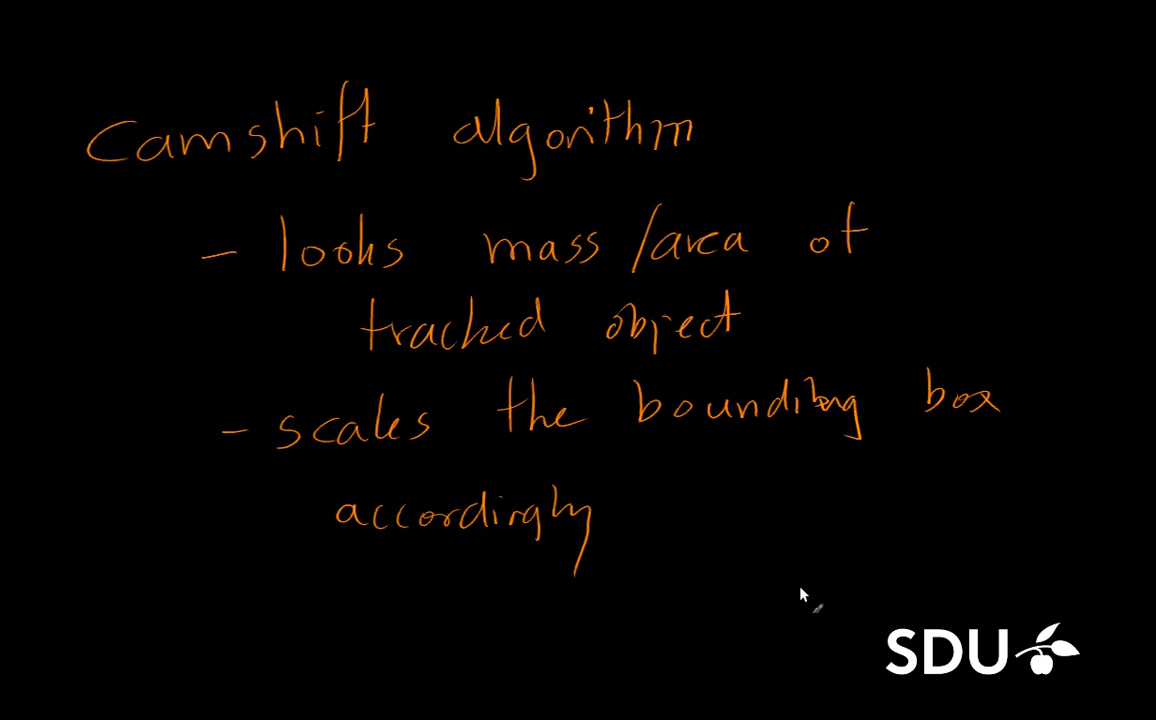 Camshift algorithm
- looks mass/area of
tracked object
- scales the bounding box
accordingly
SDU